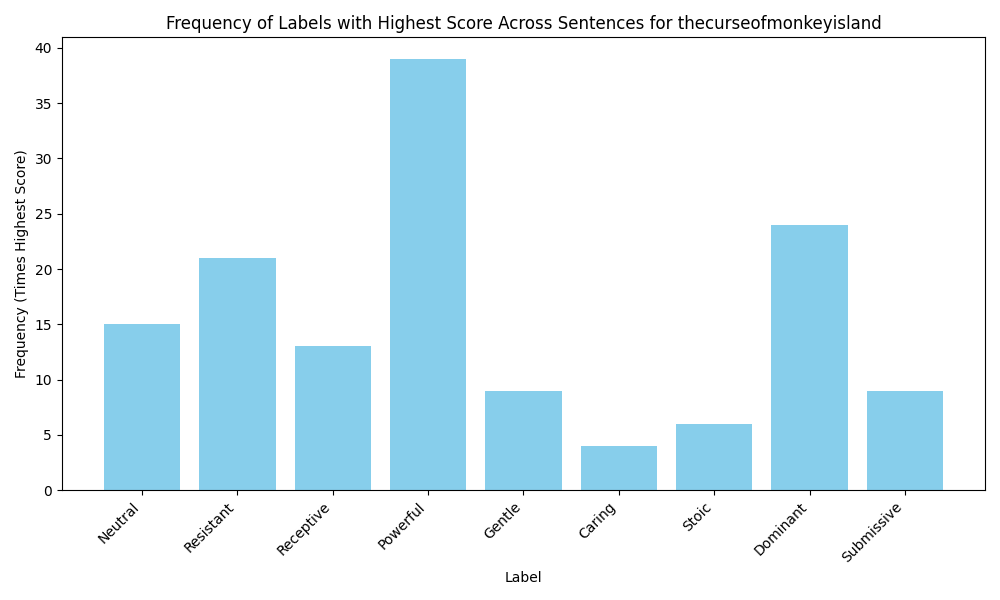 Frequency of Labels with Highest Score Across Sentences for thecurseofmonkeyisland
Frequency (Times Highest Score)
40
35
30
25
20
15
10
5
0
Neutral
Resistant
Receptive
Powerful
Gentle
Caring
Stoic
Dominant
Submissive
Label